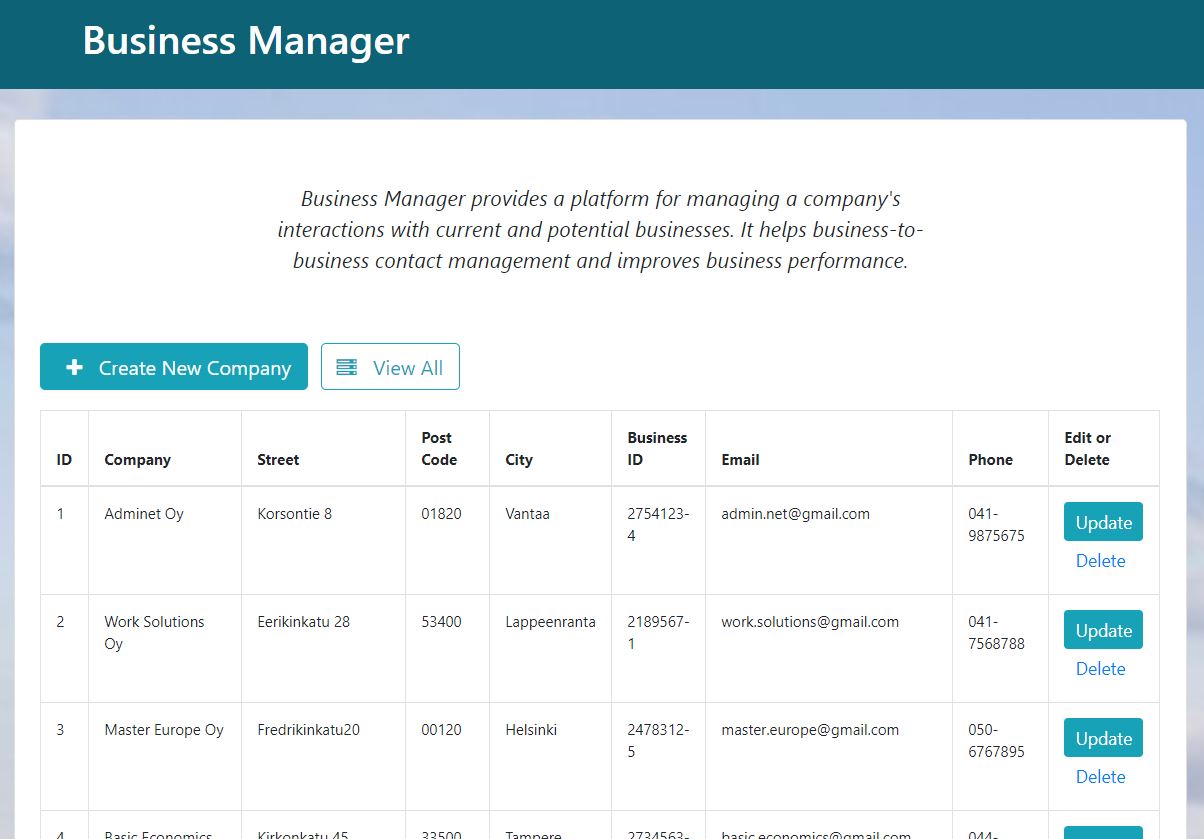 Business Manager
Business Manager provides a platform for managing a company's
interactions with current and potential businesses. It helps business-to-
business contact management and improves business performance.
Create New Company View All
ID Company Street Post Code City Business ID Email Phone Edit or Delete
1 Adminet Oy Korsontie 8 01820 Vantaa 2754123- admin.net@gmail.com 041- Update
4 9875675
Delete
2 Work Solutions Eerikinkatu 28 53400 Lappeenranta 2189567- work.solutions@gmail.com 041- Update
Oy 1 7568788
Delete
3 Master Europe Oy Fredrikinkatu20 00120 Helsinki 2478312- master.europe@gmail.com 050- Update
5 6767895
Delete
4 Basic Economics Kirkonkatu 45 33500 Tampere 2734563- basic.economics@gmail.com 044-